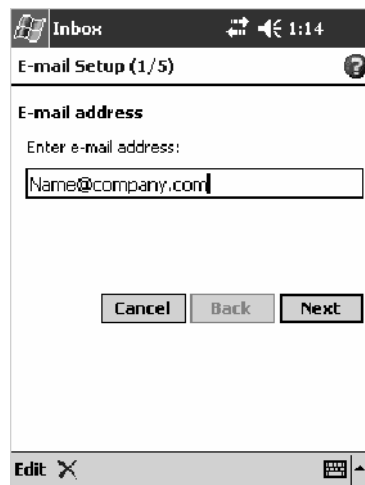 Inbox 1:14
E-mail Setup (1/5) ?
E-mail address
Enter e-mail address:
Name@company.com
Cancel Back Next
Edit